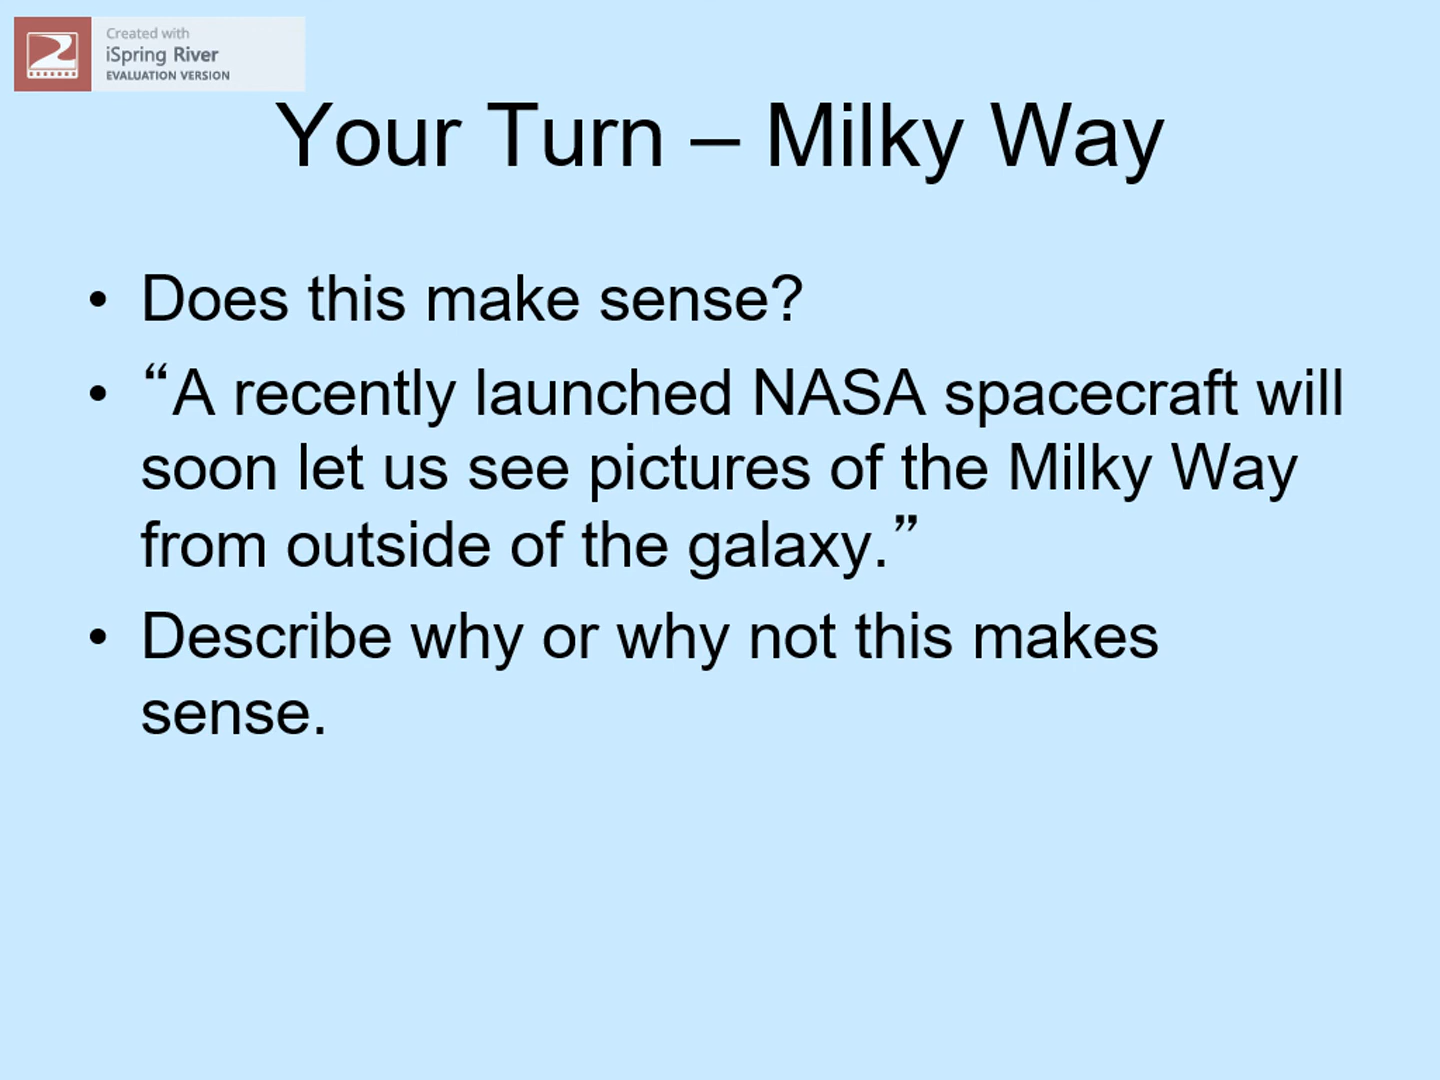 Created with
iSpring River
EVALUATION VERSION
Your Turn – Milky Way
• Does this make sense?
• “A recently launched NASA spacecraft will
soon let us see pictures of the Milky Way
from outside of the galaxy.”
• Describe why or why not this makes
sense.